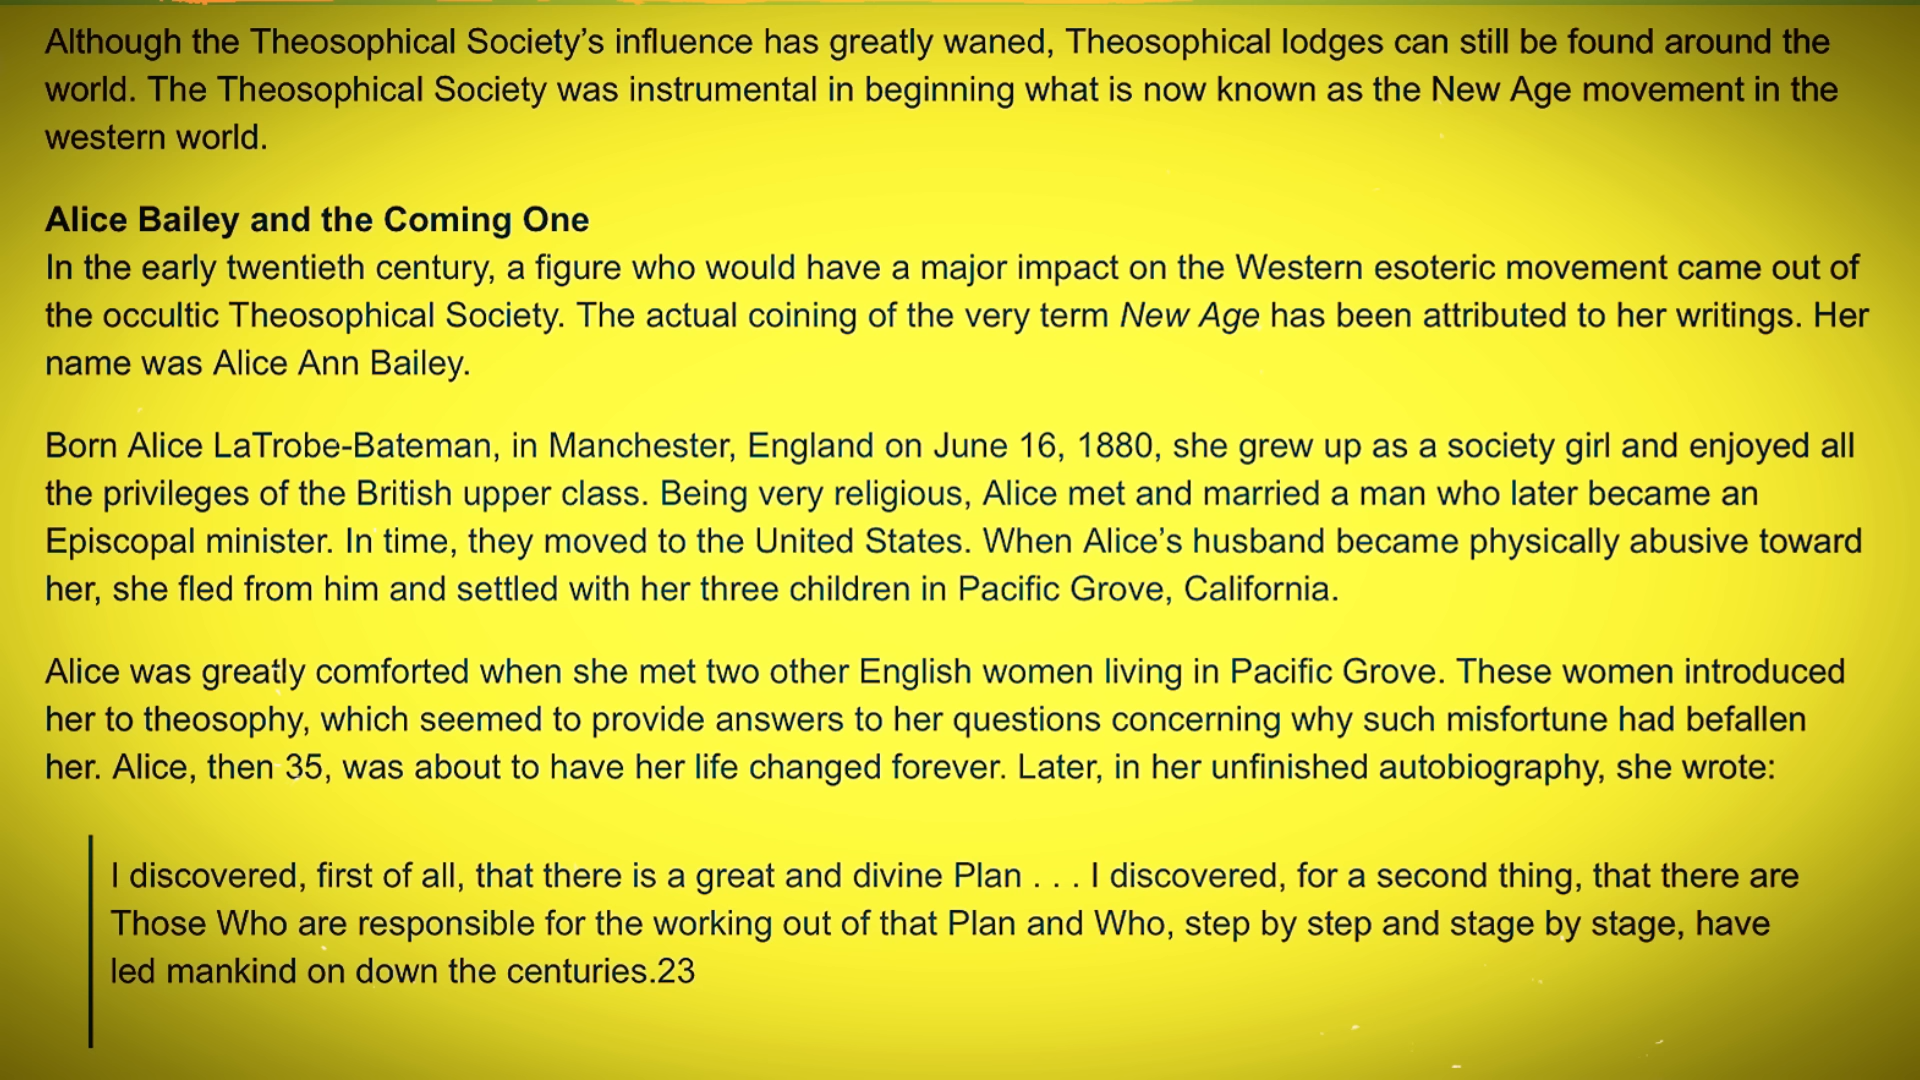 Although the Theosophical Society’s influence has greatly waned, Theosophical lodges can still be found around the
world. The Theosophical Society was instrumental in beginning what is now known as the New Age movement in the
western world.
Alice Bailey and the Coming One
In the early twentieth century, a figure who would have a major impact on the Western esoteric movement came out of
the occultic Theosophical Society. The actual coining of the very term New Age has been attributed to her writings. Her
name was Alice Ann Bailey.
Born Alice LaTrobe-Bateman, in Manchester, England on June 16, 1880, she grew up as a society girl and enjoyed all
the privileges of the British upper class. Being very religious, Alice met and married a man who later became an
Episcopal minister. In time, they moved to the United States. When Alice’s husband became physically abusive toward
her, she fled from him and settled with her three children in Pacific Grove, California.
Alice was greatly comforted when she met two other English women living in Pacific Grove. These women introduced
her to theosophy, which seemed to provide answers to her questions concerning why such misfortune had befallen
her. Alice, then 35, was about to have her life changed forever. Later, in her unfinished autobiography, she wrote:
I discovered, first of all, that there is a great and divine Plan . . . I discovered, for a second thing, that there are
Those Who are responsible for the working out of that Plan and Who, step by step and stage by stage, have
led mankind on down the centuries.23